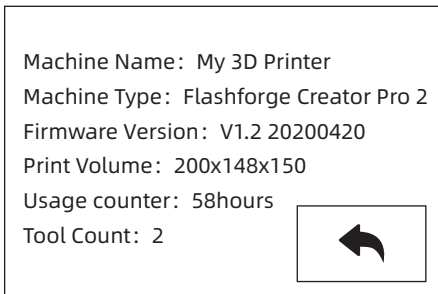 Machine Name: My 3D Printer
Machine Type: Flashforge Creator Pro 2
Firmware Version: V1.2 20200420
Print Volume: 200x148x150
Usage counter: 58hours
Tool Count: 2